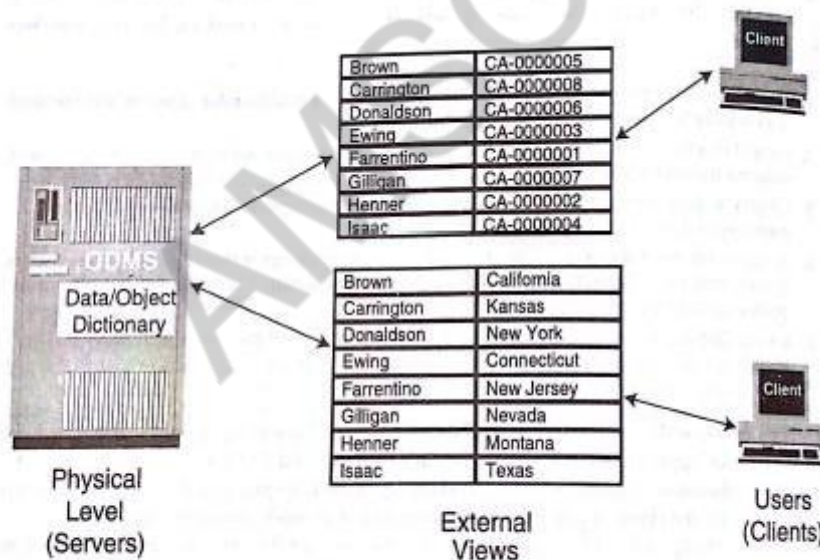 Client
Brown CA-0000005
Carrington CA-0000008
Donaldson CA-0000006
Ewing CA-0000003
Farrentino CA-0000001
Gilligan CA-0000007
Henner CA-0000002
Isaac CA-0000004
ODMS
Data/Object
Dictionary
Brown California
Carrington Kansas
Donaldson New York
Ewing Connecticut
Farrentino New Jersey
Gilligan Nevada
Henner Montana
Isaac Texas
Client
Physical
Level
(Servers)
External
Views
Users
(Clients)